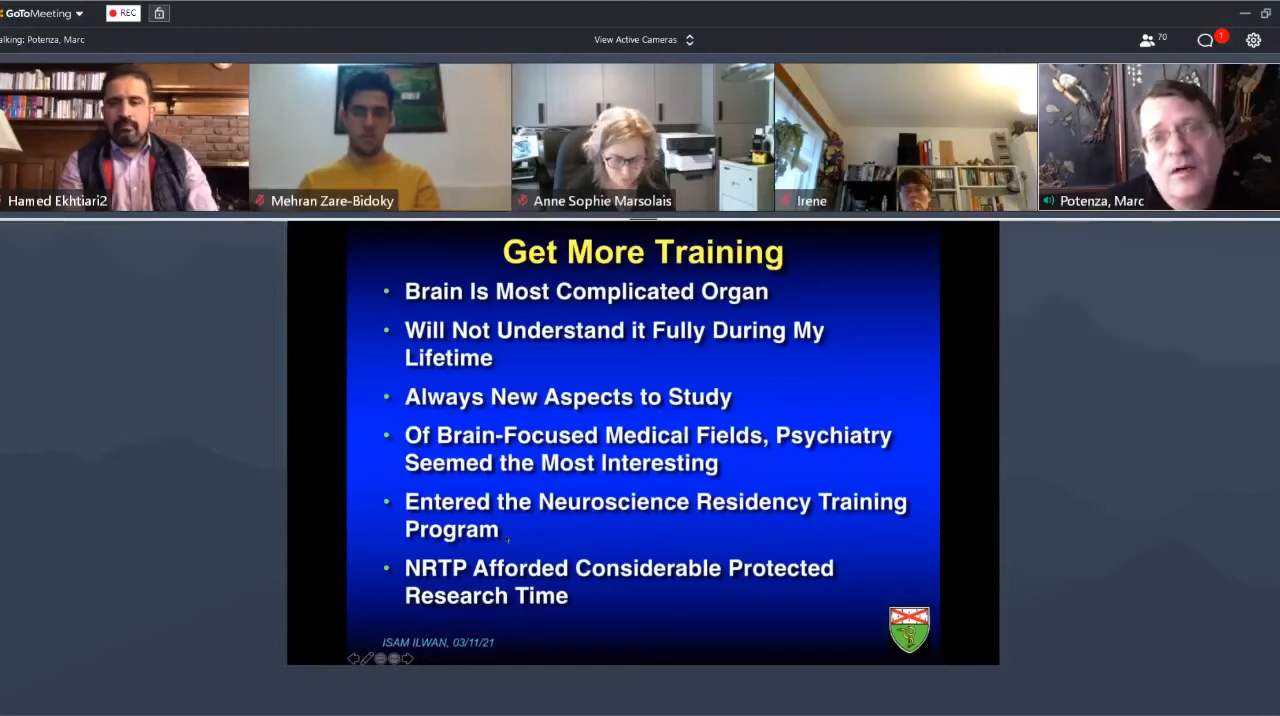 GoToMeeting
REC
alking: Potenza, Marc
View Active Cameras
70
1
Hamed Ekhtiari2
Mehran Zare-Bidoky
Anne Sophie Marsolais
Irene
Potenza, Marc
Get More Training
• Brain Is Most Complicated Organ
• Will Not Understand it Fully During My
Lifetime
• Always New Aspects to Study
• Of Brain-Focused Medical Fields, Psychiatry
Seemed the Most Interesting
• Entered the Neuroscience Residency Training
Program
• NRTP Afforded Considerable Protected
Research Time
ISAM ILWAN, 03/11/21